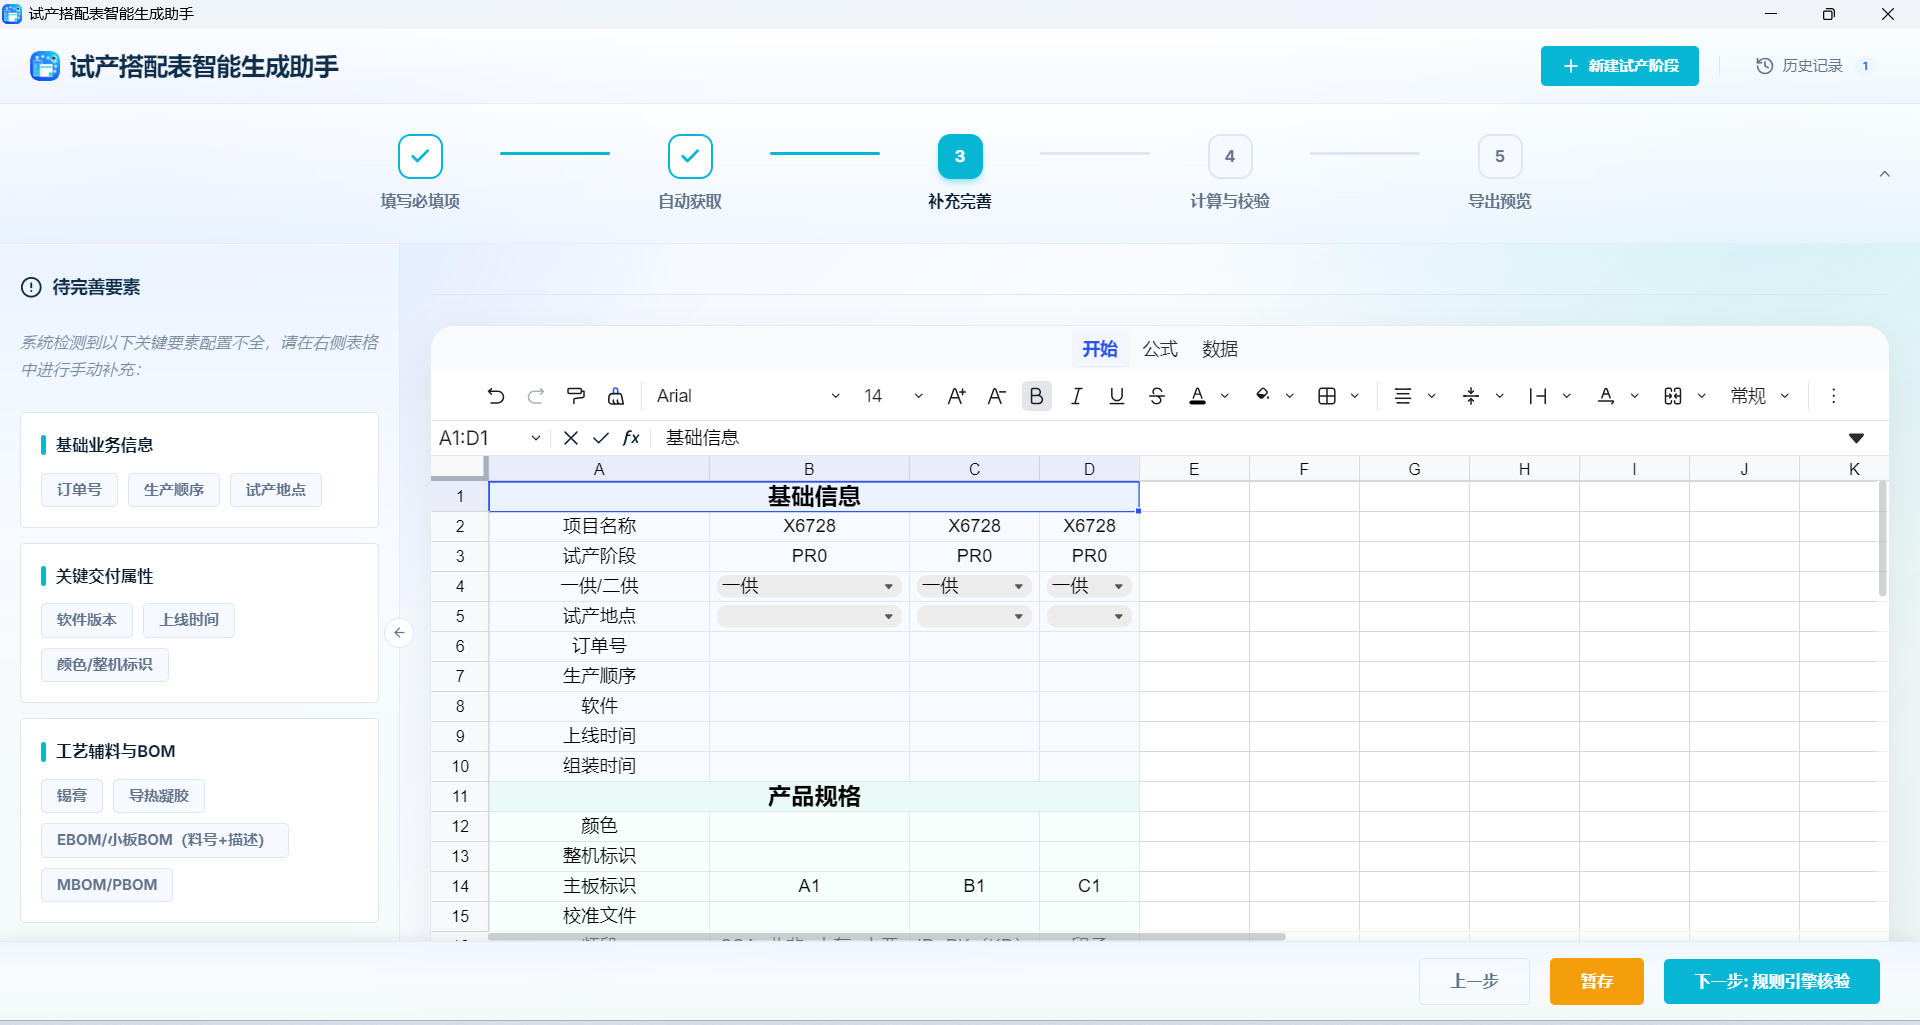 试产搭配表智能生成助手
试产搭配表智能生成助手
新建试产阶段
历史记录 1
3 4 5
填写必填项 自动获取 补充完善 计算与校验 导出预览
待完善要素
系统检测到以下关键要素配置不全，请在右侧表格
中进行手动补充：
基础业务信息
订单号 生产顺序 试产地点
关键交付属性
软件版本 上线时间
颜色/整机标识
工艺辅料与BOM
锡膏 导热凝胶
EBOM/小板BOM（料号+描述）
MBOM/PBOM
开始 公式 数据
Arial 14 常规
A1:D1 fx 基础信息
A B C D E F G H I J K
1 基础信息
2 项目名称 X6728 X6728 X6728
3 试产阶段 PR0 PR0 PR0
4 一供/二供 一供 一供 一供
5 试产地点
6 订单号
7 生产顺序
8 软件
9 上线时间
10 组装时间
11 产品规格
12 颜色
13 整机标识
14 主板标识 A1 B1 C1
15 校准文件
上一步 暂存 下一步: 规则引擎核验